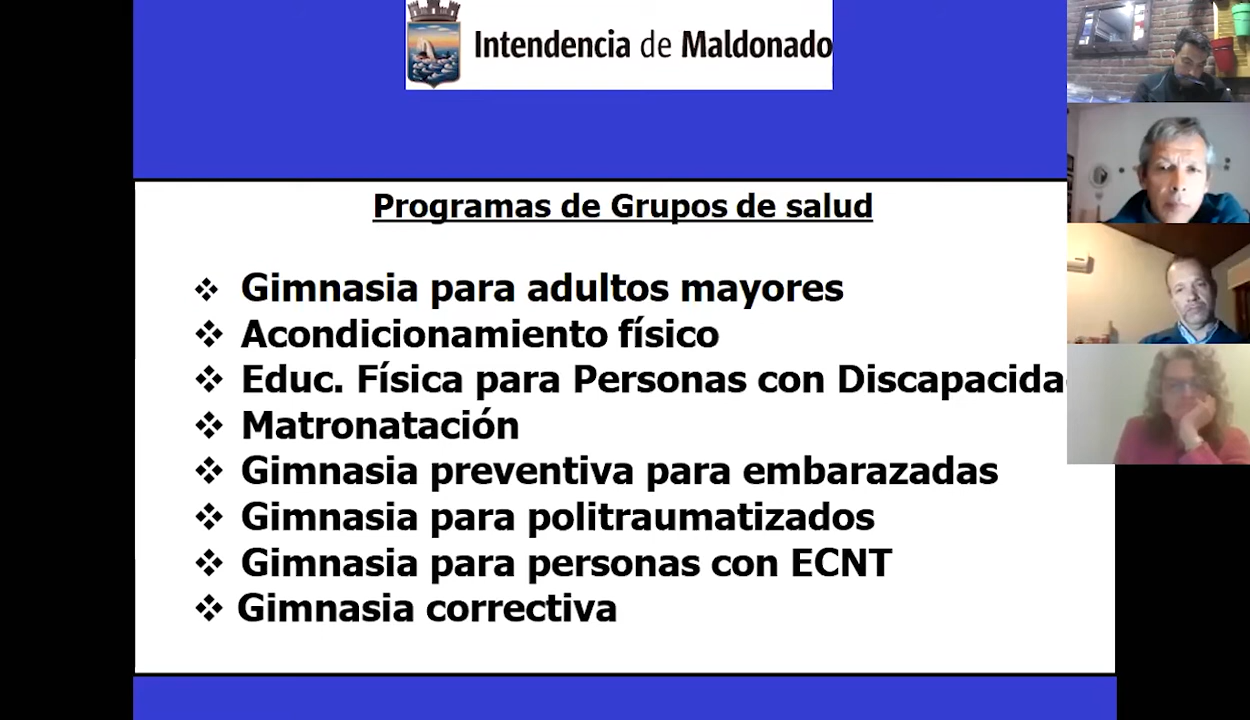 Intendencia de Maldonado
Programas de Grupos de salud
❖ Gimnasia para adultos mayores
❖ Acondicionamiento físico
❖ Educ. Física para Personas con Discapacida
❖ Matronatación
❖ Gimnasia preventiva para embarazadas
❖ Gimnasia para politraumatizados
❖ Gimnasia para personas con ECNT
❖ Gimnasia correctiva